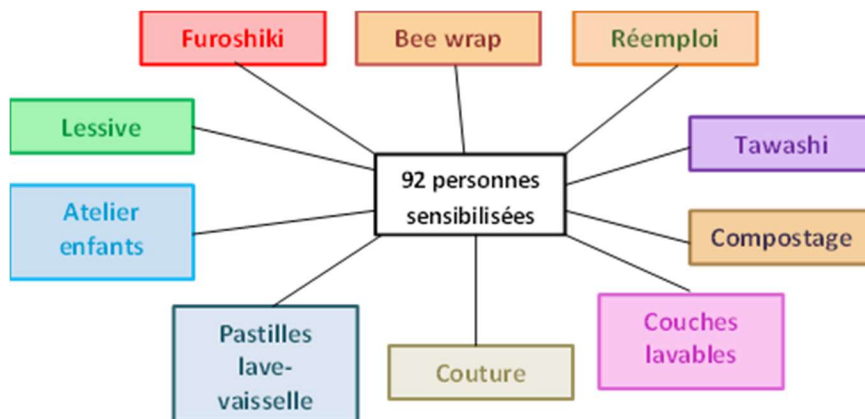 Furoshiki
Bee wrap
Réemploi
Lessive
Tawashi
92 personnes
sensibilisées
Atelier
enfants
Compostage
Pastilles
lave-
vaisselle
Couture
Couches
lavables